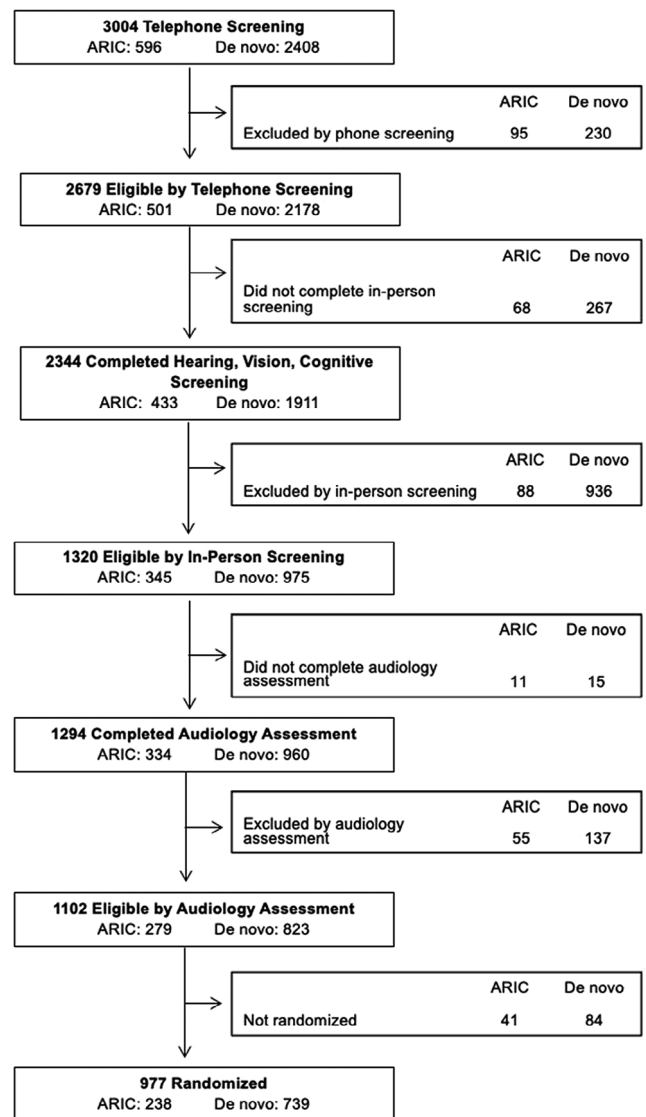 3004 Telephone Screening
ARIC: 596 De novo: 2408
ARIC De novo
Excluded by phone screening 95 230
2679 Eligible by Telephone Screening
ARIC: 501 De novo: 2178
ARIC De novo
Did not complete in-person
screening 68 267
2344 Completed Hearing, Vision, Cognitive
Screening
ARIC: 433 De novo: 1911
ARIC De novo
Excluded by in-person screening 88 936
1320 Eligible by In-Person Screening
ARIC: 345 De novo: 975
ARIC De novo
Did not complete audiology
assessment 11 15
1294 Completed Audiology Assessment
ARIC: 334 De novo: 960
ARIC De novo
Excluded by audiology
assessment 55 137
1102 Eligible by Audiology Assessment
ARIC: 279 De novo: 823
ARIC De novo
Not randomized 41 84
977 Randomized
ARIC: 238 De novo: 739